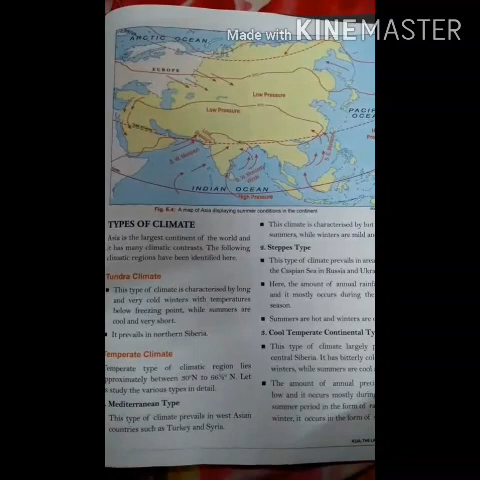 Made with KINEMASTER
ARCTIC OCEAN
EUROPE
PACIF
OCEA
Low Pressure
Low Pressure
S. W. Monsoon
INDIAN OCEAN
High Pressure
Fig. 6.4: A map of Asia displaying summer conditions in the continent
TYPES OF CLIMATE
Asia is the largest continent of the world and
it has many climatic contrasts. The following
climatic regions have been identified here.
Tundra Climate
■ This type of climate is characterised by long
and very cold winters with temperatures
below freezing point, while summers are
cool and very short.
■ It prevails in northern Siberia.
Temperate Climate
Temperate type of climatic region lies
pproximately between 30°N to 66½° N. Let
s study the various types in detail.
Mediterranean Type
This type of climate prevails in west Asian
countries such as Turkey and Syria.
■ This climate is characterised by hot
summers, while winters are mild an
Steppes Type
■ This type of climate prevails in arou
the Caspian Sea in Russia and Ukra
■ Here, the amount of annual rainf
and it mostly occurs during the
season.
■ Summers are hot and winters are c
3. Cool Temperate Continental Ty
■ This type of climate largely p
central Siberia. It has bitterly col
winters, while summers are cool
■ The amount of annual preci
low and it occurs mostly durin
summer period in the form of ra
winter, it occurs in the form of